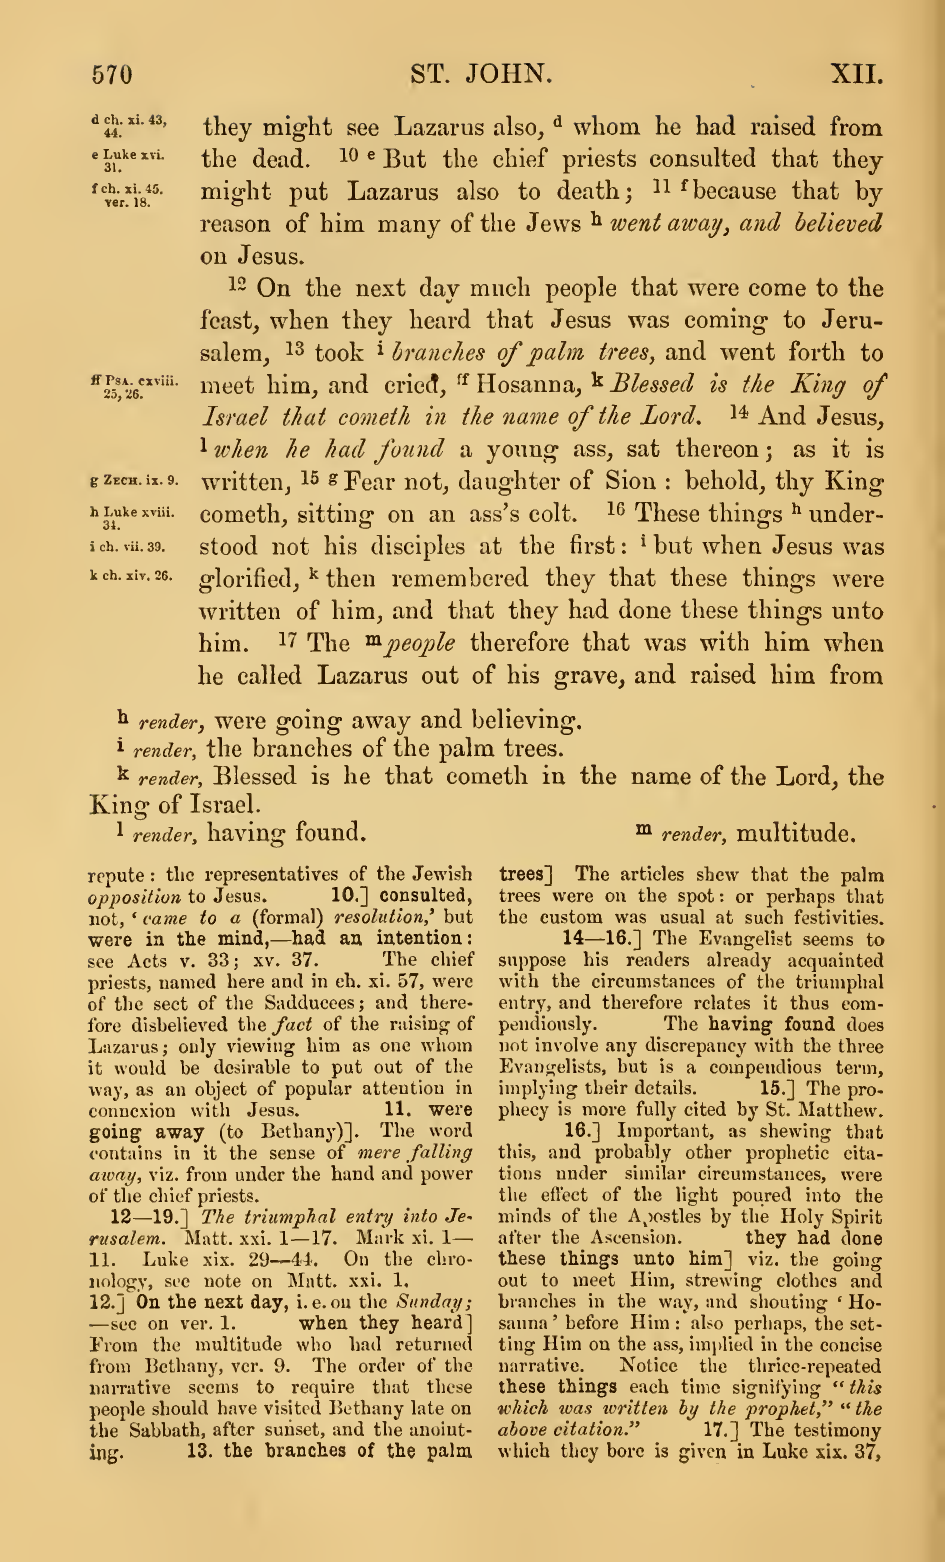 570 ST. JOHN. XII.
d ch. xi. 43,
44.
e Luke xvi.
31.
f ch. xi. 45.
ver. 18.
they might see Lazarus also, d whom he had raised from
the dead. 10 e But the chief priests consulted that they
might put Lazarus also to death; 11 f because that by
reason of him many of the Jews h went away, and believed
on Jesus.
12 On the next day much people that were come to the
feast, when they heard that Jesus was coming to Jeru-
salem, 13 took i branches of palm trees, and went forth to
ff PSA. cxviii.
25, 26.
meet him, and cried, ff Hosanna, k Blessed is the King of
Israel that cometh in the name of the Lord. 14 And Jesus,
l when he had found a young ass, sat thereon; as it is
g ZECH. ix. 9.
written, 15 g Fear not, daughter of Sion : behold, thy King
h Luke xviii.
34.
cometh, sitting on an ass's colt. 16 These things h under-
i ch. vii. 39.
stood not his disciples at the first: i but when Jesus was
k ch. xiv. 26.
glorified, k then remembered they that these things were
written of him, and that they had done these things unto
him. 17 The m people therefore that was with him when
he called Lazarus out of his grave, and raised him from
h render, were going away and believing.
i render, the branches of the palm trees.
k render, Blessed is he that cometh in the name of the Lord, the
King of Israel.
l render, having found. m render, multitude.
repute: the representatives of the Jewish
opposition to Jesus. 10.] consulted,
not, ' came to a (formal) resolution,' but
were in the mind,—had an intention:
see Acts v. 33; xv. 37. The chief
priests, named here and in ch. xi. 57, were
of the sect of the Sadducees; and there-
fore disbelieved the fact of the raising of
Lazarus; only viewing him as one whom
it would be desirable to put out of the
way, as an object of popular attention in
connexion with Jesus. 11. were
going away (to Bethany)]. The word
contains in it the sense of mere falling
away, viz. from under the hand and power
of the chief priests.
12—19.] The triumphal entry into Je-
rusalem. Matt. xxi. 1—17. Mark xi. 1—
11. Luke xix. 29—44. On the chro-
nology, see note on Matt. xxi. 1.
12.] On the next day, i. e. on the Sunday;
—see on ver. 1. when they heard]
From the multitude who had returned
from Bethany, ver. 9. The order of the
narrative seems to require that these
people should have visited Bethany late on
the Sabbath, after sunset, and the anoint-
ing. 13. the branches of the palm
trees] The articles shew that the palm
trees were on the spot: or perhaps that
the custom was usual at such festivities.
14—16.] The Evangelist seems to
suppose his readers already acquainted
with the circumstances of the triumphal
entry, and therefore relates it thus com-
pendiously. The having found does
not involve any discrepancy with the three
Evangelists, but is a compendious term,
implying their details. 15.] The pro-
phecy is more fully cited by St. Matthew.
16.] Important, as shewing that
this, and probably other prophetic cita-
tions under similar circumstances, were
the effect of the light poured into the
minds of the Apostles by the Holy Spirit
after the Ascension. they had done
these things unto him] viz. the going
out to meet Him, strewing clothes and
branches in the way, and shouting ' Ho-
sanna ' before Him: also perhaps, the set-
ting Him on the ass, implied in the concise
narrative. Notice the thrice-repeated
these things each time signifying " this
which was written by the prophet," " the
above citation." 17.] The testimony
which they bore is given in Luke xix. 37,